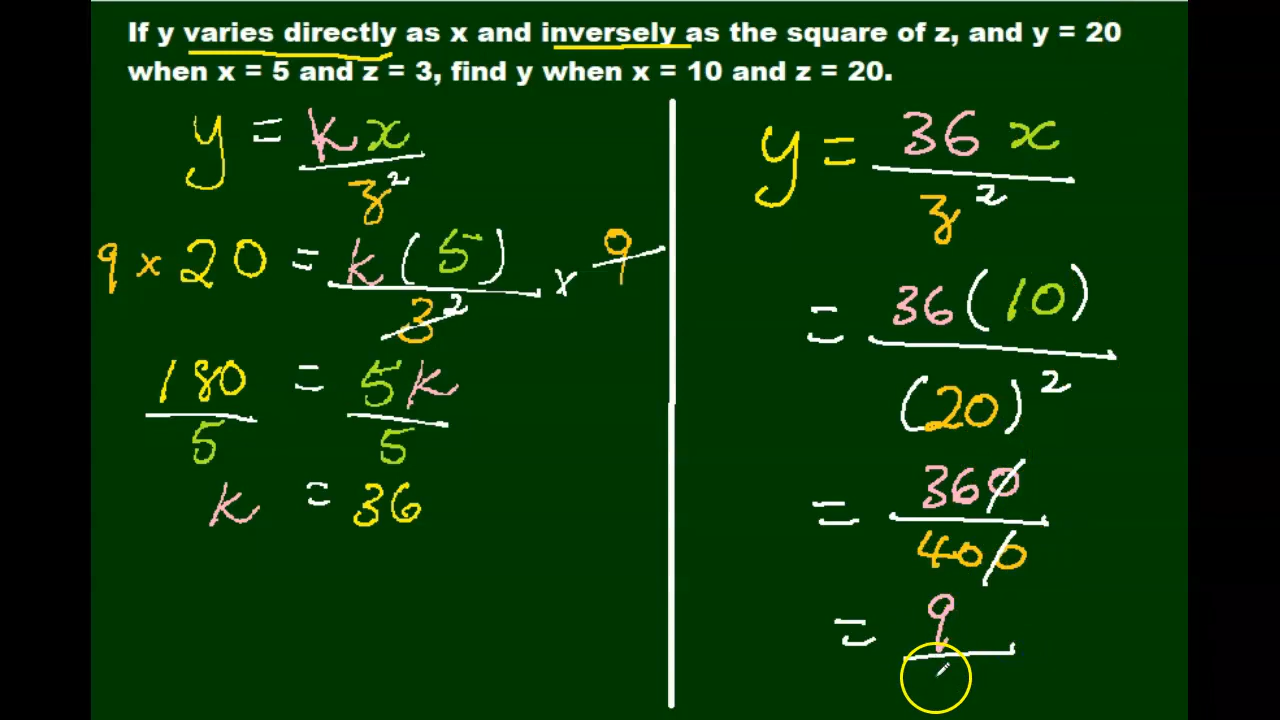 If y varies directly as x and inversely as the square of z, and y = 20
when x = 5 and z = 3, find y when x = 10 and z = 20.
y = kx / z²
9 × 20 = k(5) / 3² × 9
180 / 5 = 5k / 5
k = 36
y = 36x / z²
= 36(10) / (20)²
= 360 / 400
= 9 /